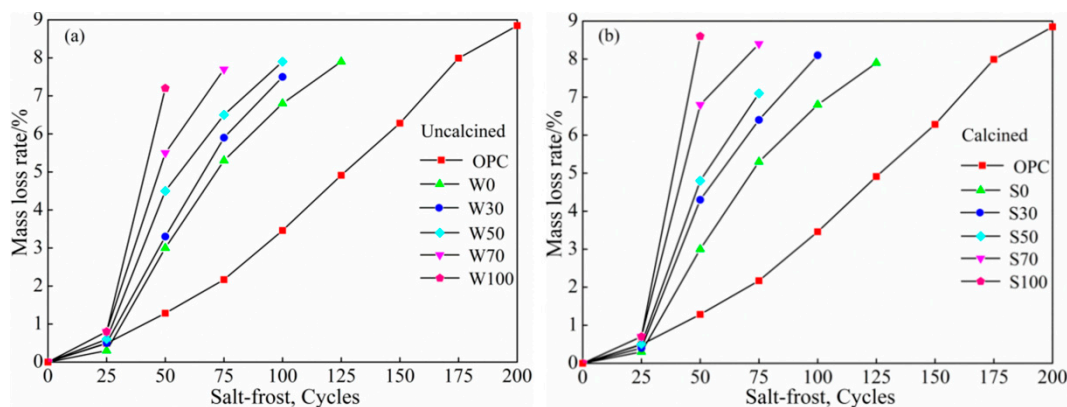 (a)
Mass loss rate/%
9
8
7
6
5
4
3
2
1
0
Uncalcined
OPC
W0
W30
W50
W70
W100
0 25 50 75 100 125 150 175 200
Salt-frost, Cycles
(b)
Mass loss rate/%
9
8
7
6
5
4
3
2
1
0
Calcined
OPC
S0
S30
S50
S70
S100
0 25 50 75 100 125 150 175 200
Salt-frost, Cycles